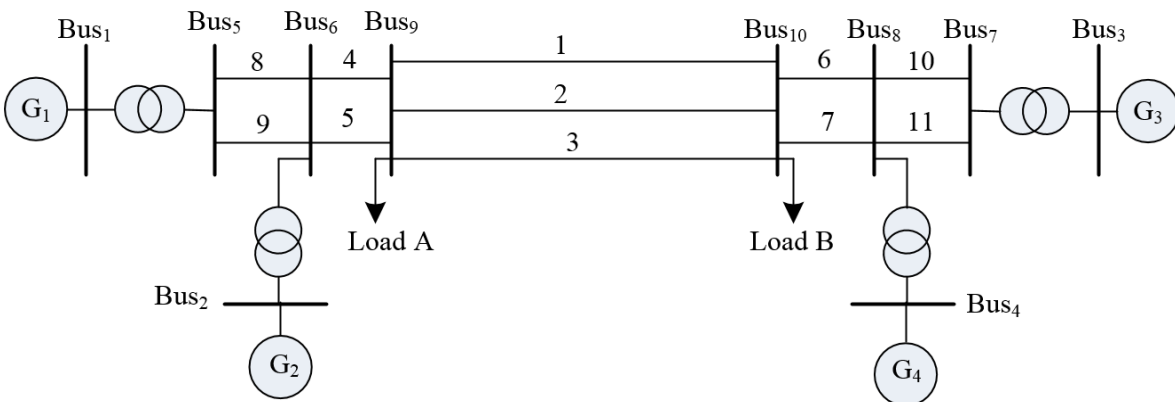 Bus₁
Bus₅
Bus₆
Bus₉
Bus₁₀
Bus₈
Bus₇
Bus₃
8
4
1
6
10
G₁
9
5
2
7
11
G₃
3
Load A
Load B
Bus₂
Bus₄
G₂
G₄